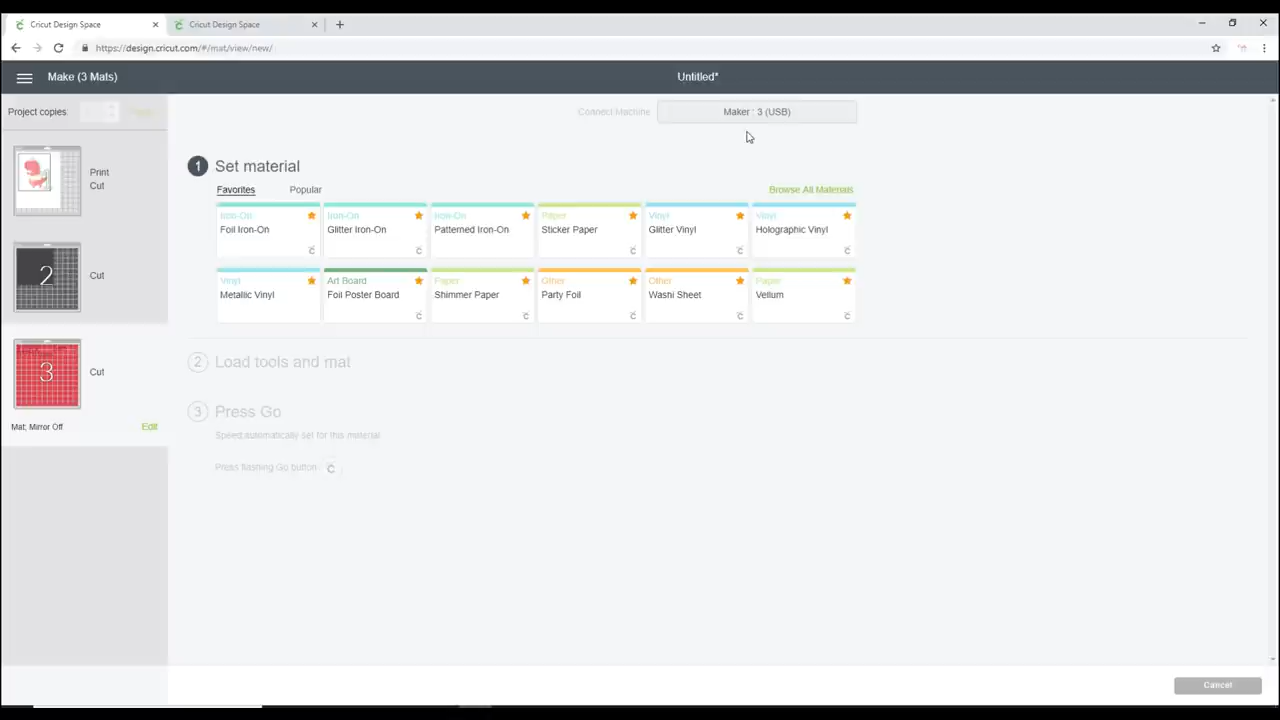 Cricut Design Space
Cricut Design Space
https://design.cricut.com/#/mat/view/new/
Make (3 Mats)
Untitled*
Project copies:
Connect Machine
Maker : 3 (USB)
Print
Cut
2
Cut
3
Cut
Mat, Mirror Off
Edit
1 Set material
Favorites
Popular
Browse All Materials
Iron-On
Foil Iron-On
Iron-On
Glitter Iron-On
Iron-On
Patterned Iron-On
Paper
Sticker Paper
Vinyl
Glitter Vinyl
Vinyl
Holographic Vinyl
Vinyl
Metallic Vinyl
Art Board
Foil Poster Board
Paper
Shimmer Paper
Other
Party Foil
Other
Washi Sheet
Paper
Vellum
2 Load tools and mat
3 Press Go
Speed automatically set for this material
Press flashing Go button
Cancel